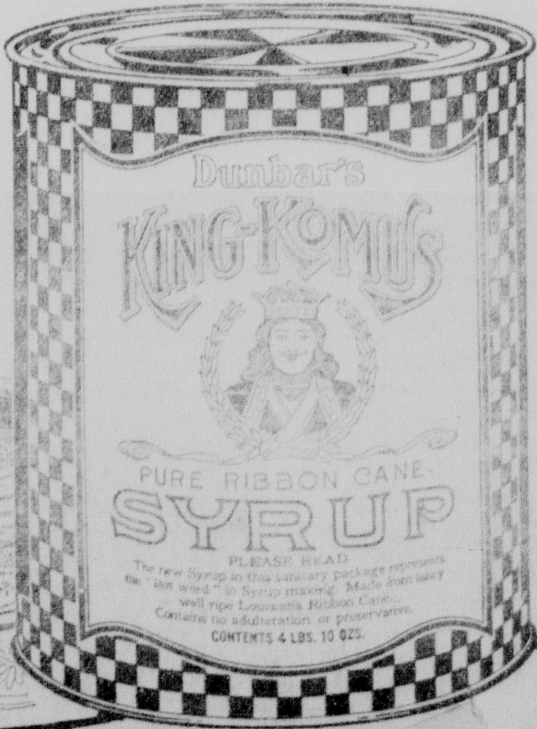 Dunbar's
KING-KOMUS
PURE RIBBON CANE
SYRUP
PLEASE READ
The new Syrup in this sanitary package represents
the "last word" in Syrup making. Made from
well ripe Louisiana Ribbon Cane.
Contains no adulteration or preservative.
CONTENTS 4 LBS. 10 OZS.